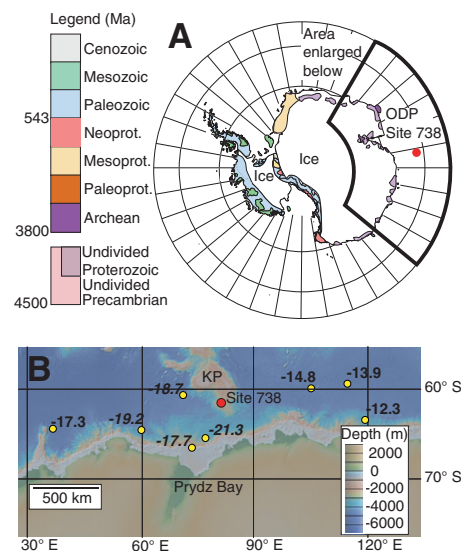 Legend (Ma)
Cenozoic
Mesozoic
Paleozoic
543
Neoprot.
Mesoprot.
Paleoprot.
Archean
3800
Undivided
Proterozoic
Undivided
Precambrian
4500
A
Area
enlarged
below
ODP
Site 738
Ice
Ice
B
KP
-18.7
Site 738
-14.8
-13.9
60° S
-17.3
-19.2
-17.7
-21.3
-12.3
Depth (m)
2000
0
-2000
-4000
-6000
70° S
Prydz Bay
500 km
30° E
60° E
90° E
120° E